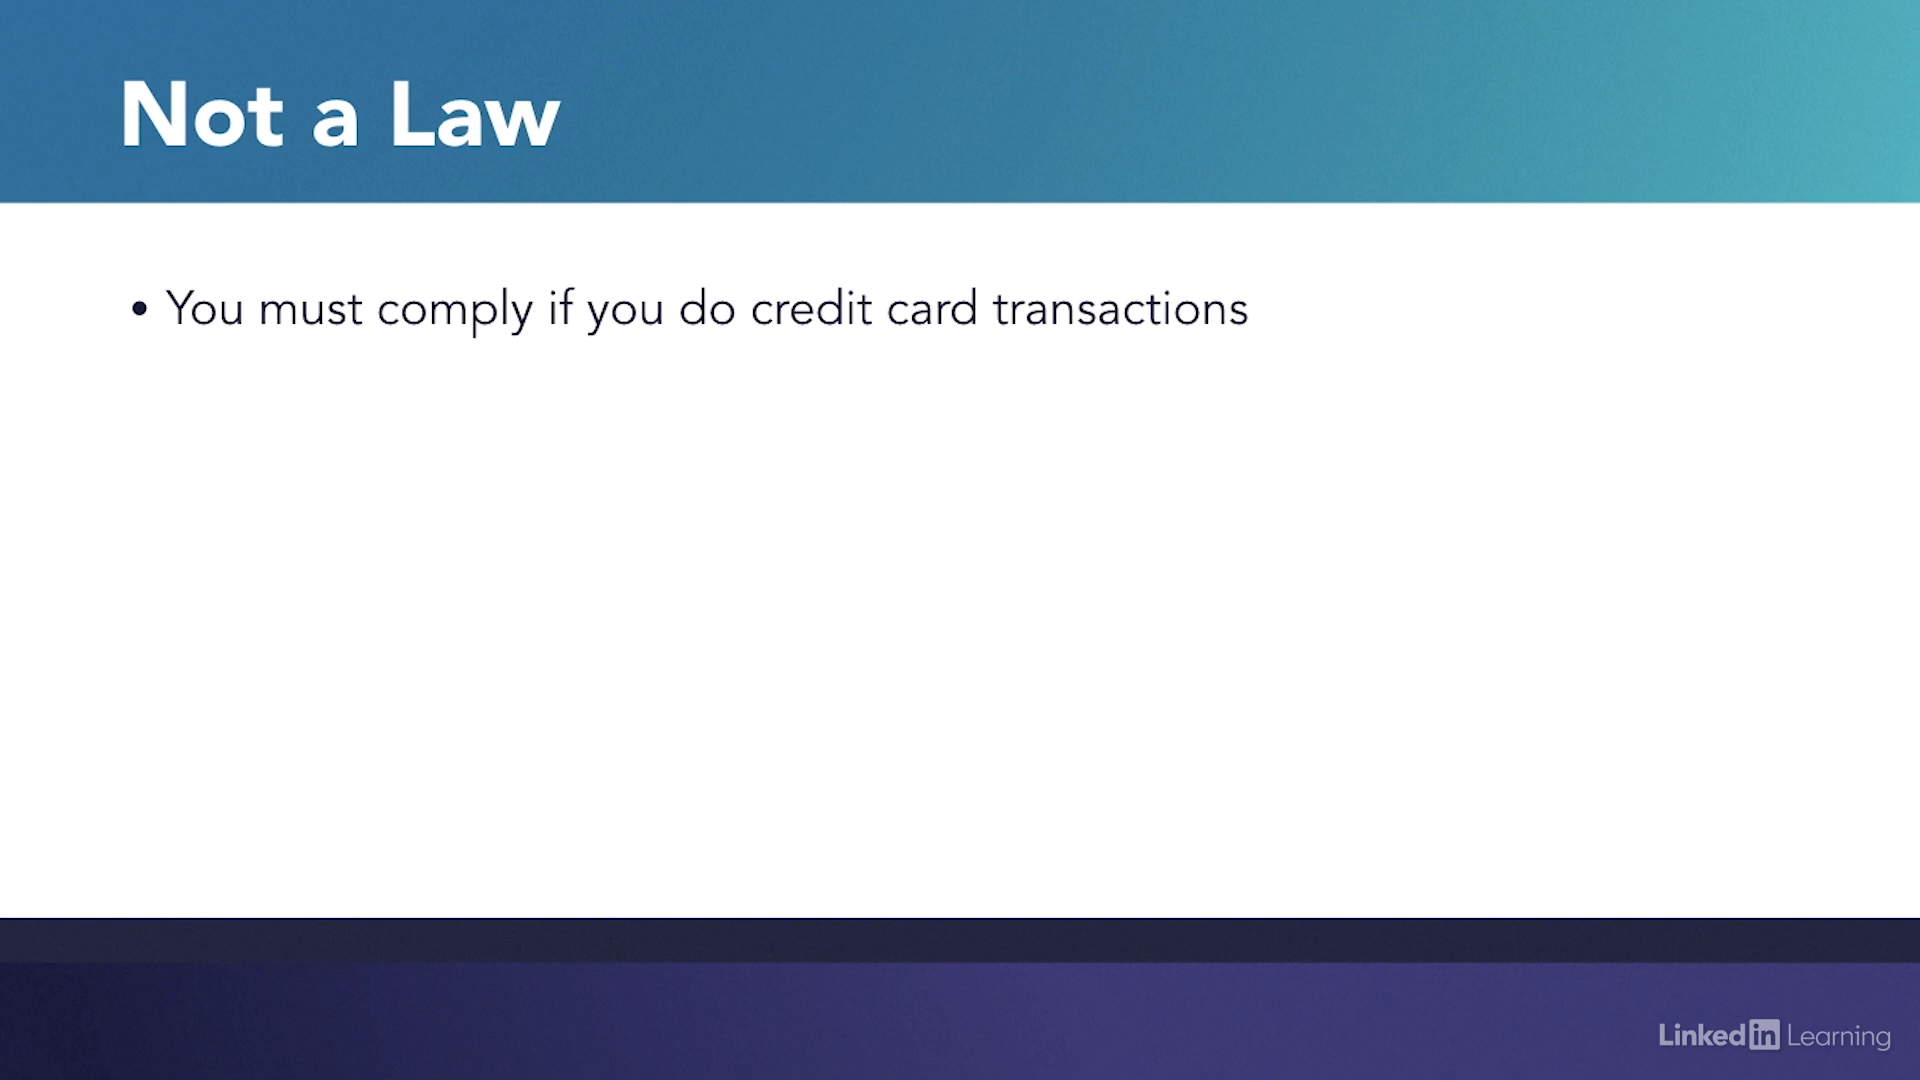 Not a Law
• You must comply if you do credit card transactions
LinkedIn Learning